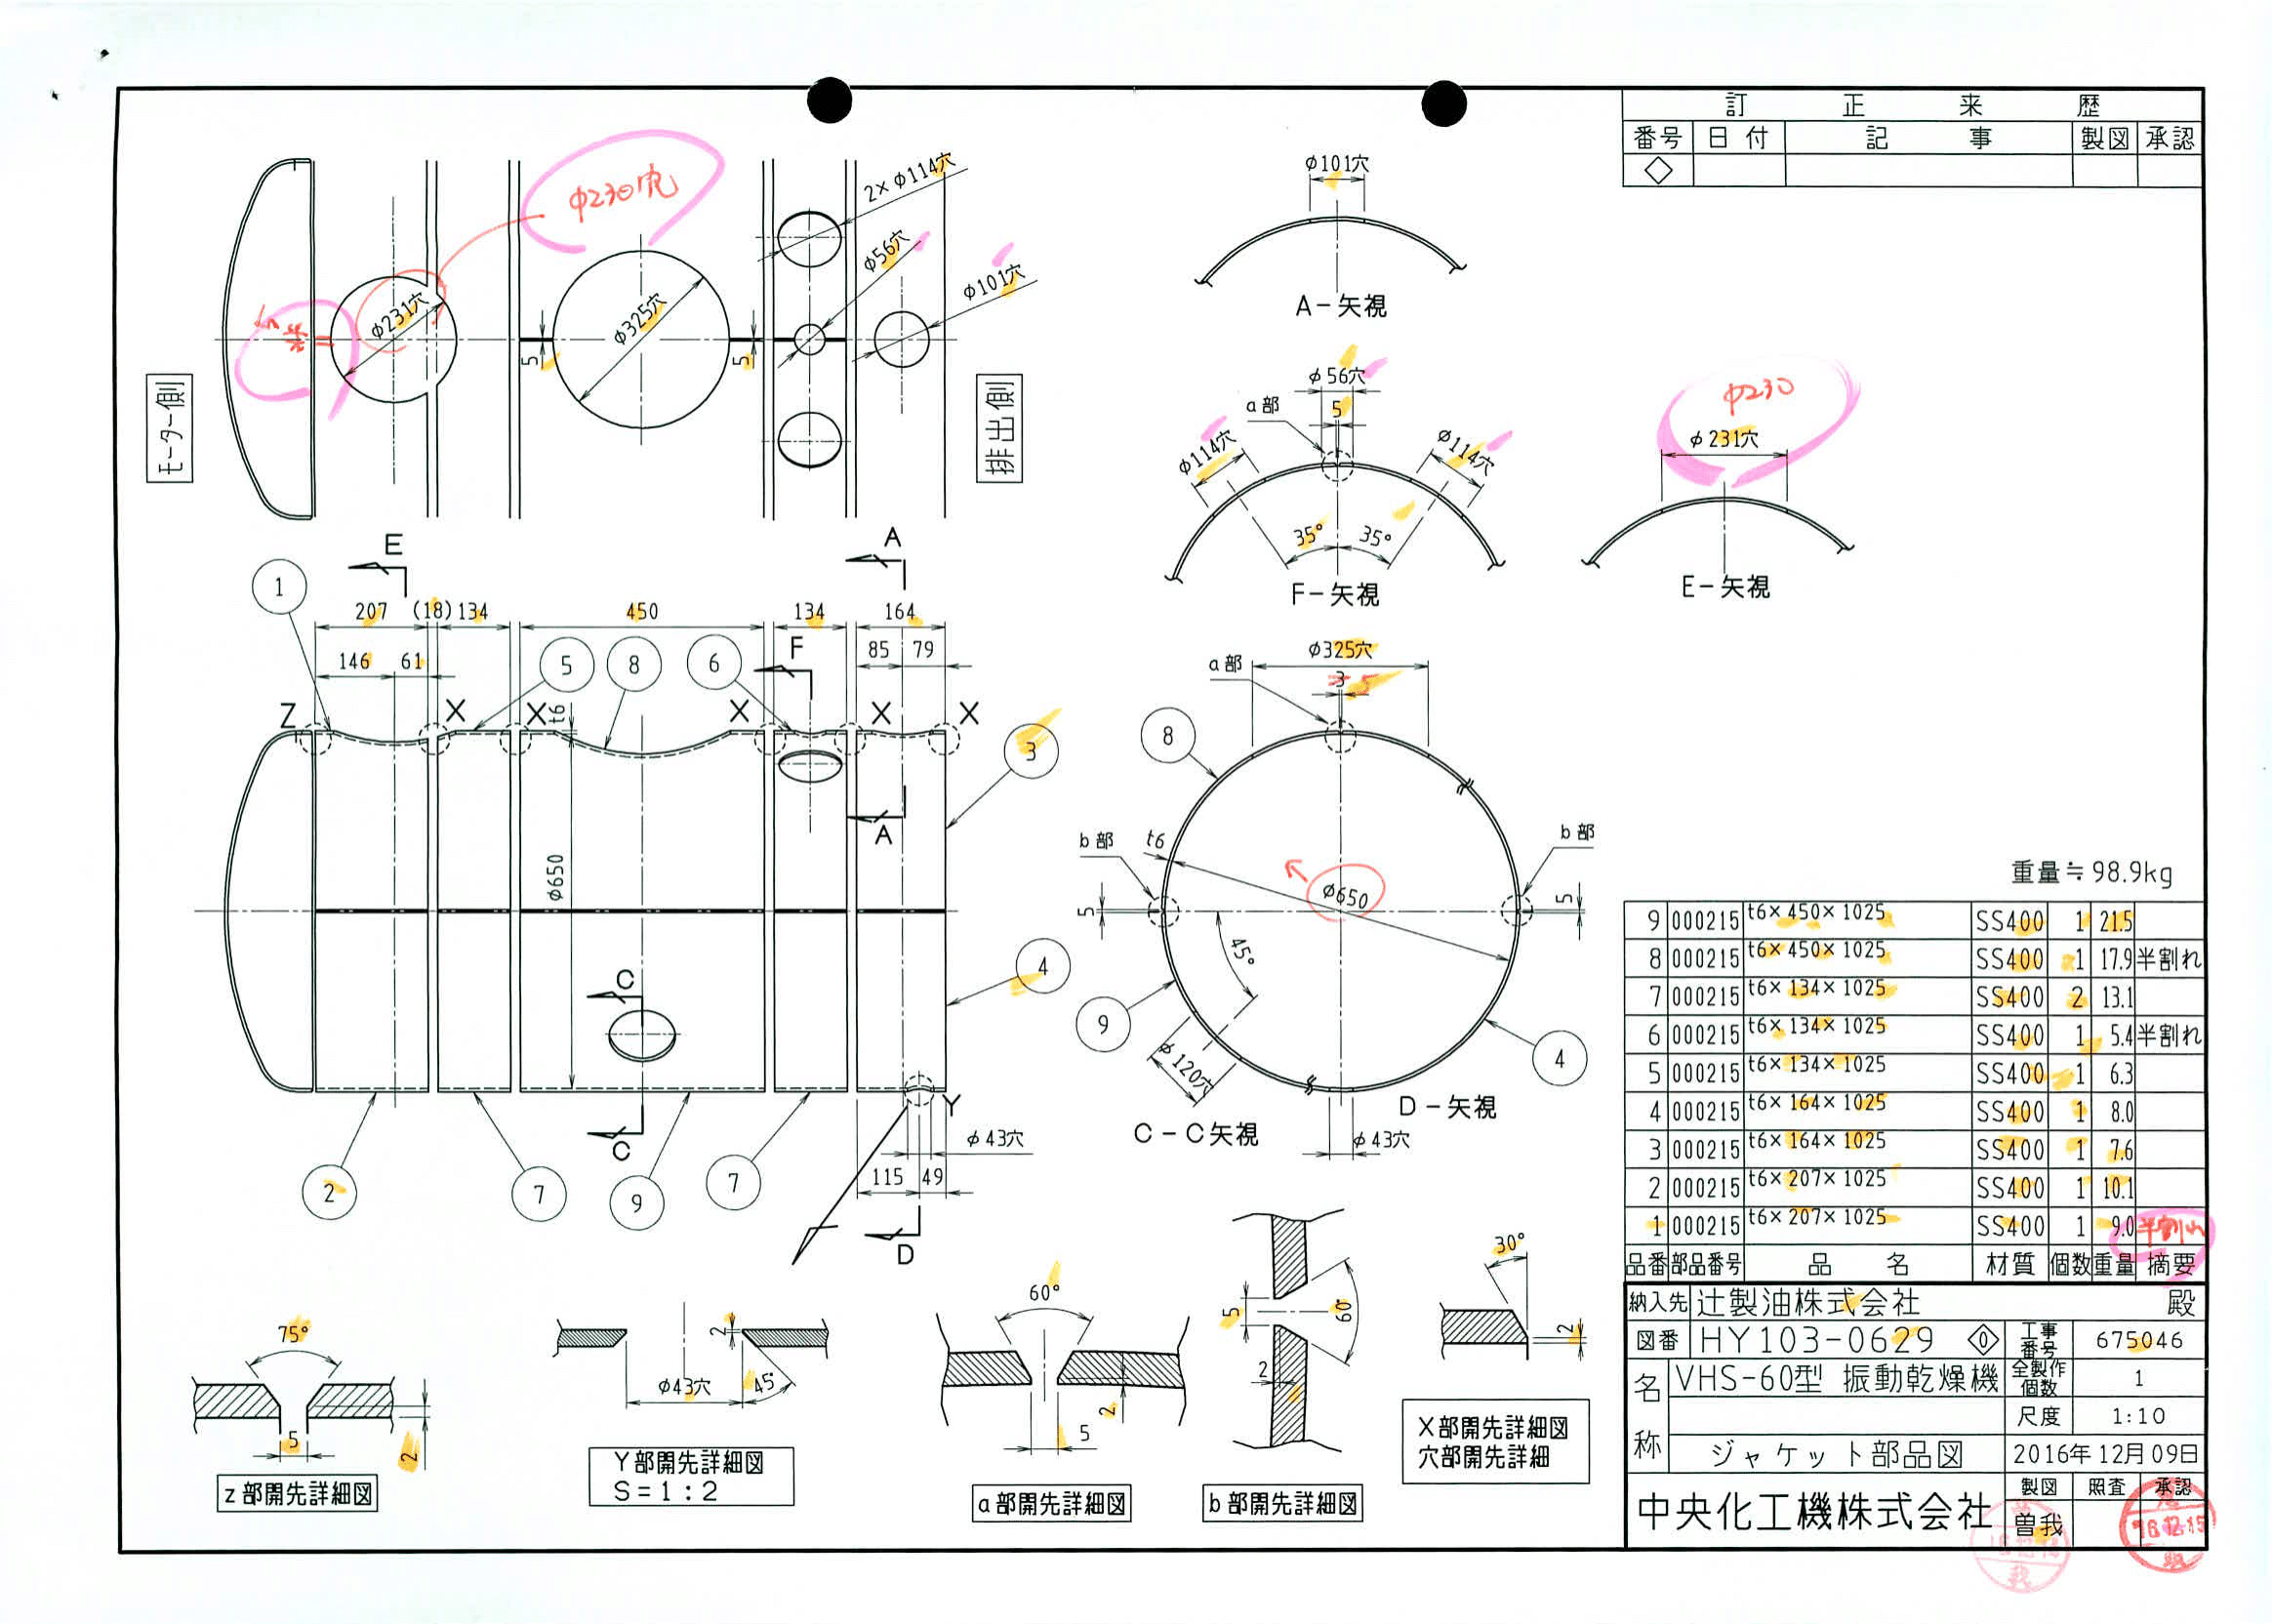 訂正来歴
番号 日付 記事 製図 承認
φ230穴
2×φ114穴
φ56穴
φ101穴
φ231穴
φ325穴
5
5
モーター側
排出側
φ101穴
A-矢視
φ56穴
a部
5
φ114穴
φ114穴
35°
35°
F-矢視
φ230
φ231穴
E-矢視
E
A
1
207 (18) 134 450 134 164
146 61
5
8
6
F
85 79
Z
X
X
t6
X
X
X
3
φ650
A
C
4
C
Y
φ43穴
115 49
2
7
9
7
D
φ325穴
a部
3
5
8
b部
t6
b部
5
φ650
5
45°
9
φ120穴
4
D-矢視
C-C矢視
φ43穴
重量≒98.9kg
9 000215 t6×450×1025 SS400 1 21.5
8 000215 t6×450×1025 SS400 1 17.9 半割れ
7 000215 t6×134×1025 SS400 2 13.1
6 000215 t6×134×1025 SS400 1 5.4 半割れ
5 000215 t6×134×1025 SS400 1 6.3
4 000215 t6×164×1025 SS400 1 8.0
3 000215 t6×164×1025 SS400 1 7.6
2 000215 t6×207×1025 SS400 1 10.1
1 000215 t6×207×1025 SS400 1 9.0 半割れ
品番 部品番号 品名 材質 個数 重量 摘要
納入先 辻製油株式会社 殿
図番 HY103-0629 0 工事番号 675046
名称 VHS-60型 振動乾燥機 全製作個数 1
尺度 1:10
ジャケット部品図 2016年12月09日
中央化工機株式会社
製図 照査 承認
曽我
16.12.15
75°
5
2
z部開先詳細図
2
φ43穴
45°
Y部開先詳細図
S=1:2
60°
2
5
a部開先詳細図
5
60°
2
b部開先詳細図
30°
2
X部開先詳細図
穴部開先詳細